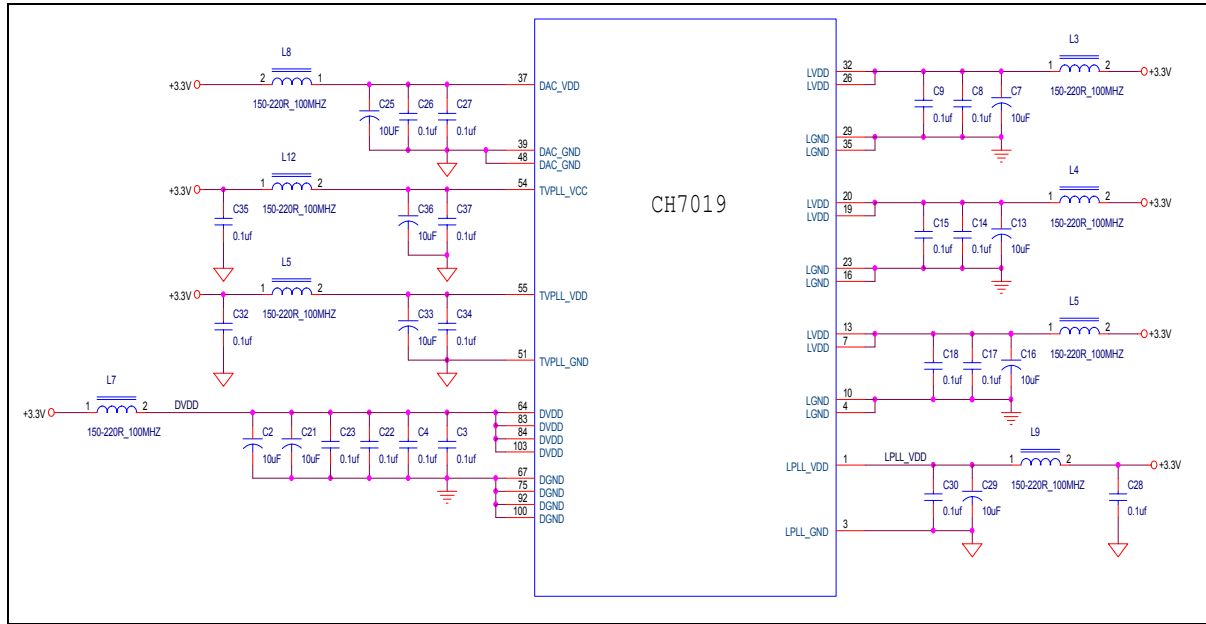 L8
+3.3V
2
1
150-220R_100MHZ
37
DAC_VDD
C25
10UF
C26
0.1uf
C27
0.1uf
39
DAC_GND
48
DAC_GND
L12
+3.3V
1
2
150-220R_100MHZ
54
TVPLL_VCC
C35
0.1uf
C36
10uF
C37
0.1uf
L5
+3.3V
1
2
150-220R_100MHZ
55
TVPLL_VDD
C32
0.1uf
C33
10uF
C34
0.1uf
51
TVPLL_GND
L7
+3.3V
1
2
DVDD
150-220R_100MHZ
C2
10uF
C21
10uF
C23
0.1uf
C22
0.1uf
C4
0.1uf
C3
0.1uf
64
DVDD
83
DVDD
84
DVDD
103
DVDD
67
DGND
75
DGND
92
DGND
100
DGND
CH7019
L3
LVDD
32
LVDD
26
1
2
+3.3V
150-220R_100MHZ
C9
0.1uf
C8
0.1uf
C7
10uF
LGND
29
LGND
35
L4
LVDD
20
LVDD
19
1
2
+3.3V
150-220R_100MHZ
C15
0.1uf
C14
0.1uf
C13
10uF
LGND
23
LGND
16
L5
LVDD
13
LVDD
7
1
2
+3.3V
150-220R_100MHZ
C18
0.1uf
C17
0.1uf
C16
10uF
LGND
10
LGND
4
L9
LPLL_VDD
1
LPLL_VDD
1
2
+3.3V
150-220R_100MHZ
C30
0.1uf
C29
10uF
C28
0.1uf
LPLL_GND
3